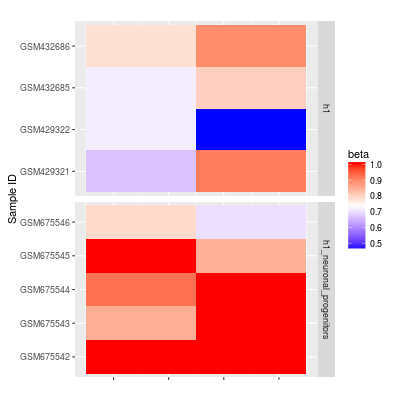 GSM432686
GSM432685
GSM429322
GSM429321
h1
GSM675546
GSM675545
GSM675544
GSM675543
GSM675542
h1_neuronal_progenitors
Sample ID
beta
1.0
0.9
0.8
0.7
0.6
0.5